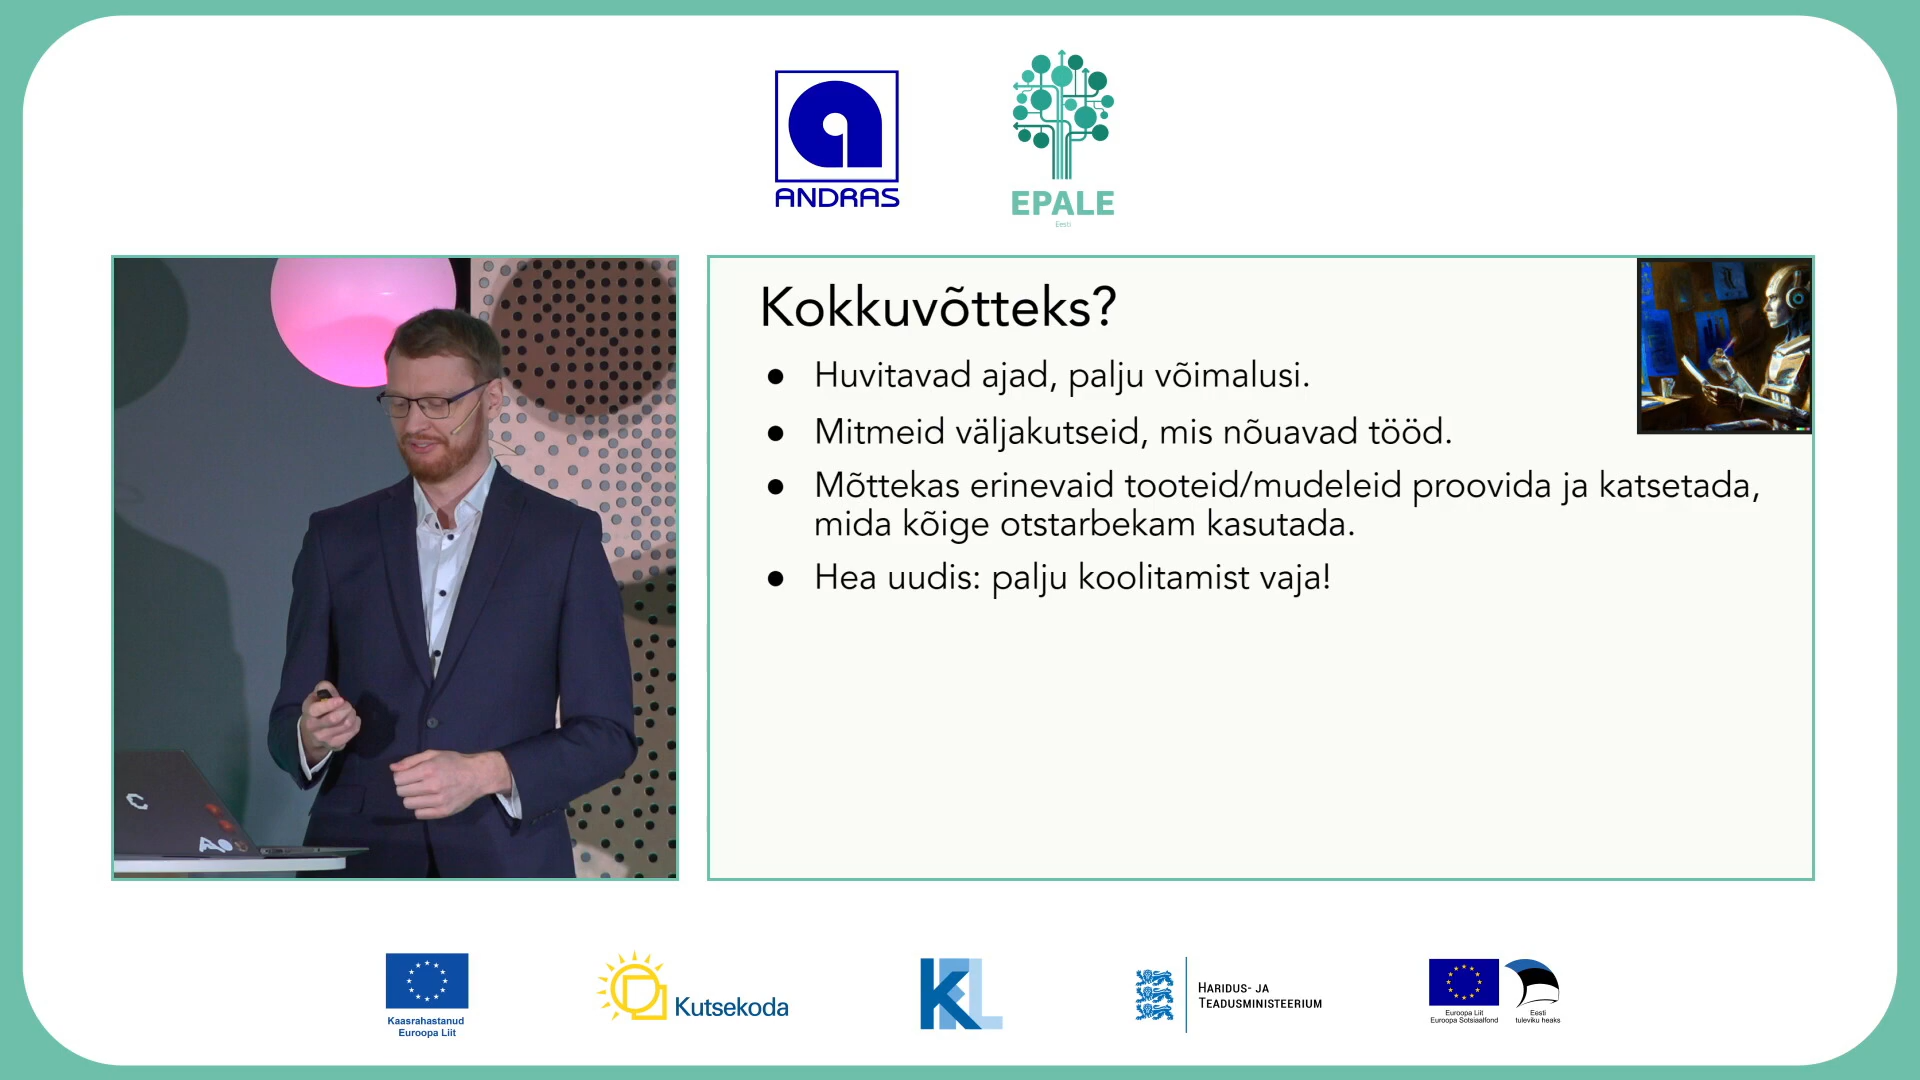 ANDRAS
EPALE
Eesti
Kokkuvõtteks?
● Huvitavad ajad, palju võimalusi.
● Mitmeid väljakutseid, mis nõuavad tööd.
● Mõttekas erinevaid tooteid/mudeleid proovida ja katsetada,
mida kõige otstarbekam kasutada.
● Hea uudis: palju koolitamist vaja!
Kaasrahastanud
Euroopa Liit
Kutsekoda
KEL
HARIDUS- JA
TEADUSMINISTEERIUM
Euroopa Liit
Euroopa Sotsiaalfond
Eesti
tuleviku heaks